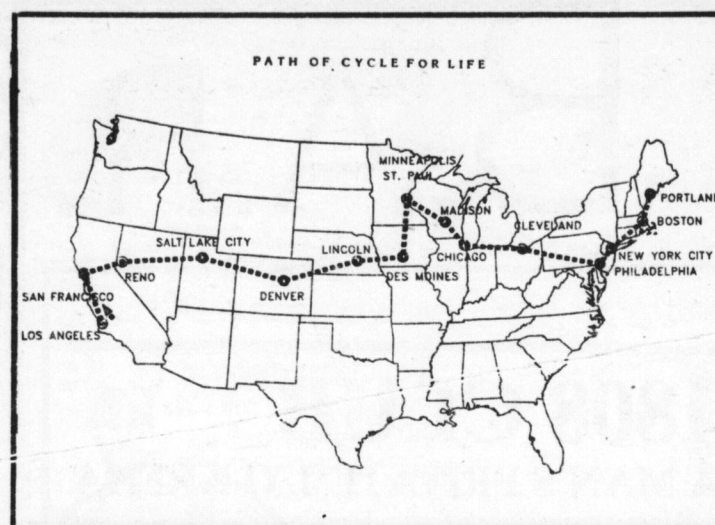 PATH OF CYCLE FOR LIFE
MINNEAPOLIS
ST. PAUL
PORTLAND
MADISON
CLEVELAND
BOSTON
SALT LAKE CITY
LINCOLN
CHICAGO
NEW YORK CITY
RENO
DES MOINES
PHILADELPHIA
DENVER
SAN FRANCISCO
LOS ANGELES